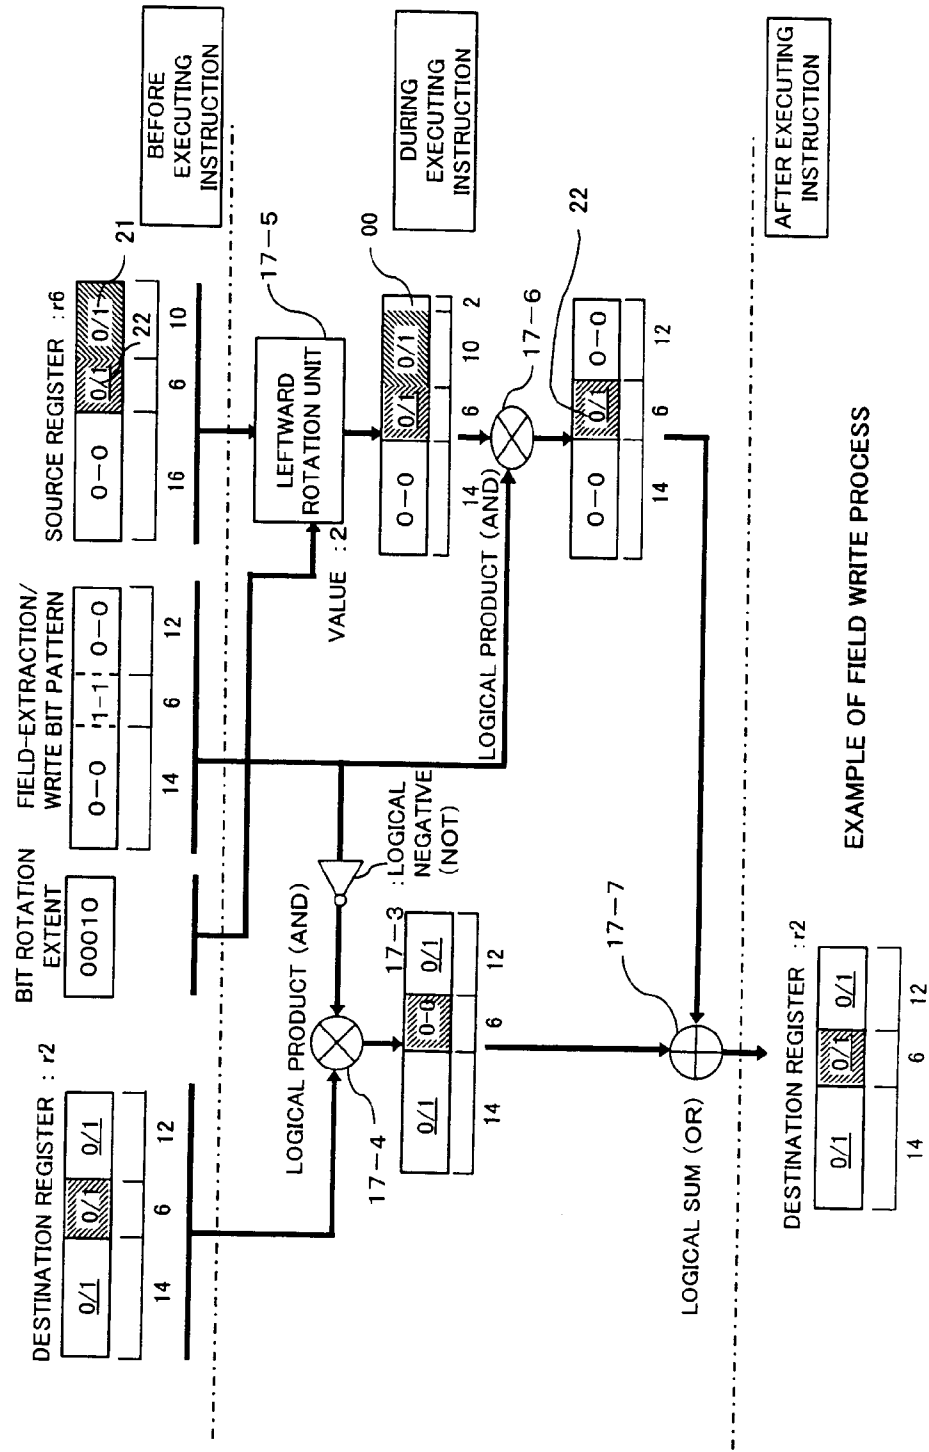 DESTINATION REGISTER : r2
0/1 0/1 0/1
14 6 12
BIT ROTATION
EXTENT
00010
FIELD-EXTRACTION/
WRITE BIT PATTERN
0-0 1-1 0-0
14 6 12
SOURCE REGISTER : r6
0-0 0/1 0/1
16 6 10
21
22
BEFORE
EXECUTING
INSTRUCTION
LEFTWARD
ROTATION UNIT
17-5
VALUE : 2
0-0 0/1 0/1
00
14 6 10 2
DURING
EXECUTING
INSTRUCTION
LOGICAL PRODUCT (AND)
17-4
: LOGICAL
NEGATIVE
(NOT)
17-3
0/1 0-0 0/1
14 6 12
LOGICAL PRODUCT (AND)
17-6
0-0 0/1 0-0
22
14 6 12
LOGICAL SUM (OR)
17-7
AFTER EXECUTING
INSTRUCTION
DESTINATION REGISTER : r2
0/1 0/1 0/1
14 6 12
EXAMPLE OF FIELD WRITE PROCESS